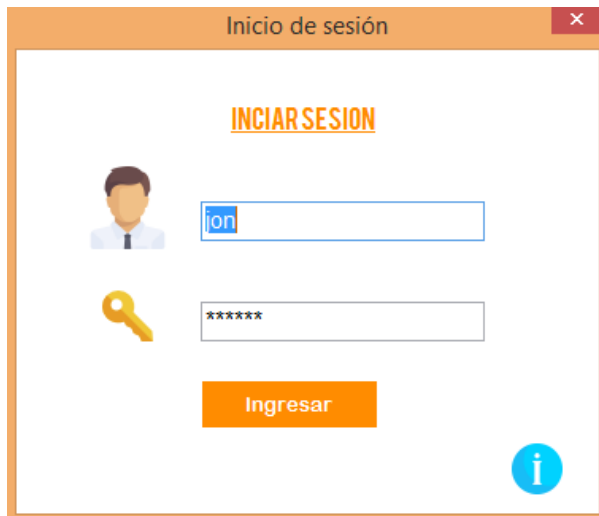 Inicio de sesión
INCIAR SESION
jon
******
Ingresar
i